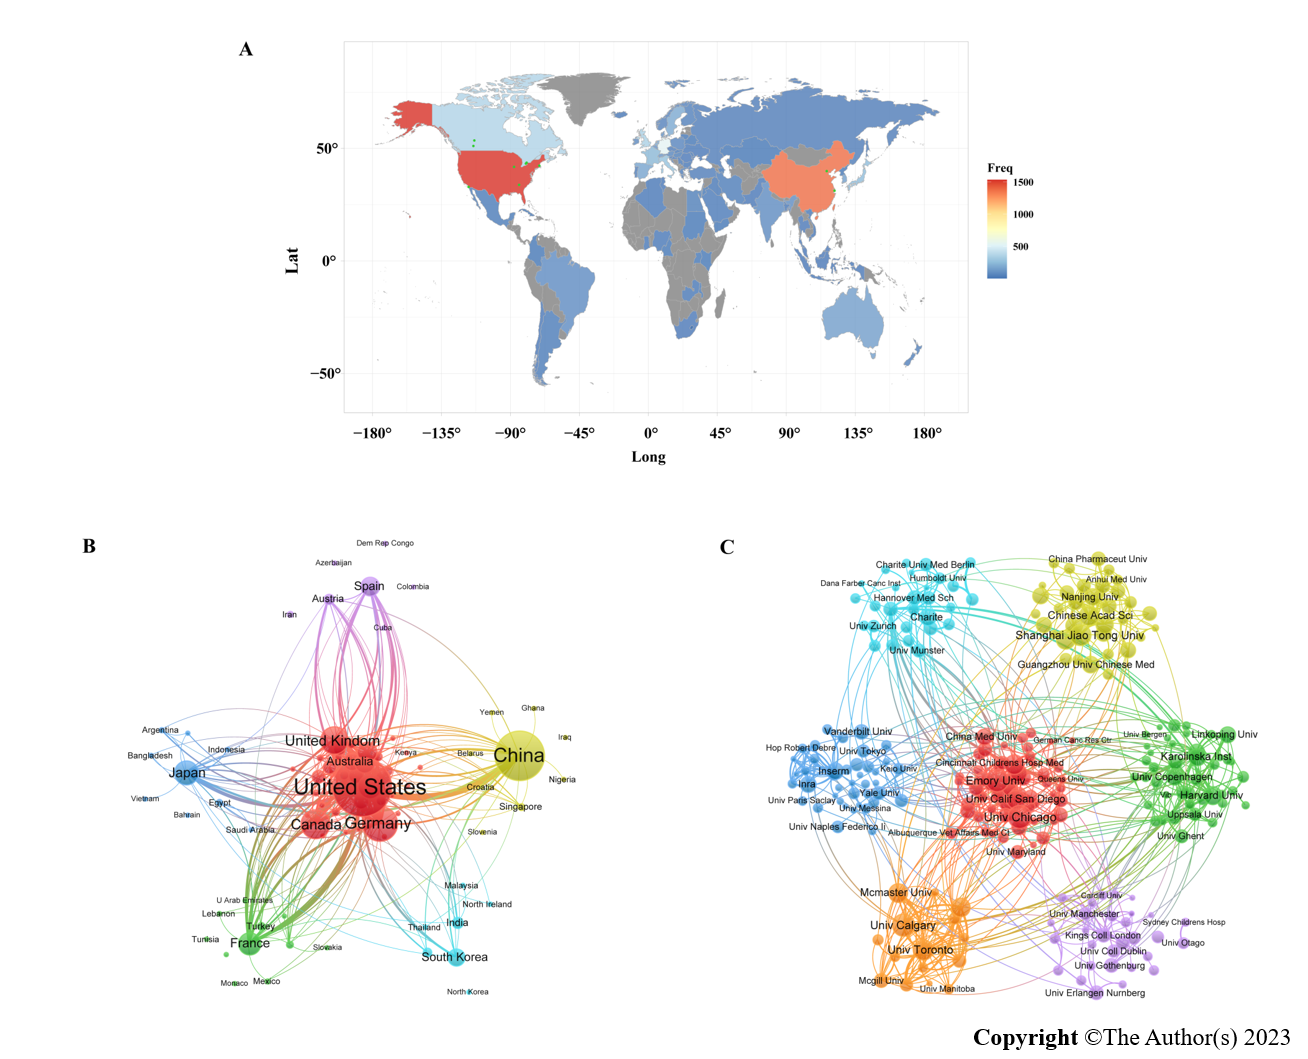 A
50°
0°
−50°
Lat
−180°
−135°
−90°
−45°
0°
45°
90°
135°
180°
Long
Freq
1500
1000
500
B
Dem Rep Congo
Azerbaijan
Spain
Colombia
Austria
Iran
Cuba
Yemen
Ghana
Argentina
United Kindom
Iraq
Indonesia
Kenya
Belarus
China
Bangladesh
Australia
Japan
Nigeria
United States
Croatia
Vietnam
Egypt
Singapore
Bahrain
Canada
Germany
Saudi Arabia
Slovenia
Malaysia
U Arab Emirates
North Ireland
Lebanon
India
Turkey
Thailand
Tunisia
France
Slovakia
South Korea
Monaco
Mexico
North Korea
C
Charite Univ Med Berlin
Humboldt Univ
Dana Farber Canc Inst
Hannover Med Sch
Charite
Univ Zurich
Univ Munster
China Pharmaceut Univ
Anhui Med Univ
Nanjing Univ
Chinese Acad Sci
Shanghai Jiao Tong Univ
Guangzhou Univ Chinese Med
Vanderbilt Univ
Hop Robert Debre
Univ Tokyo
Inserm
Keio Univ
Inra
Yale Univ
Univ Paris Saclay
Univ Messina
Univ Naples Federico Ii
China Med Univ
German Canc Res Ctr
Cincinnati Childrens Hosp Med
Emory Univ
Queens Univ
Univ Calif San Diego
Univ Chicago
Albuquerque Vet Affairs Med Ct
Univ Maryland
Univ Bergen
Linkoping Univ
Karolinska Inst
Univ Copenhagen
Vib
Harvard Univ
Uppsala Univ
Univ Ghent
Mcmaster Univ
Univ Calgary
Univ Toronto
Mcgill Univ
Univ Manitoba
Cardiff Univ
Univ Manchester
Sydney Childrens Hosp
Kings Coll London
Univ Otago
Univ Coll Dublin
Univ Gothenburg
Univ Erlangen Nurnberg
Copyright ©The Author(s) 2023